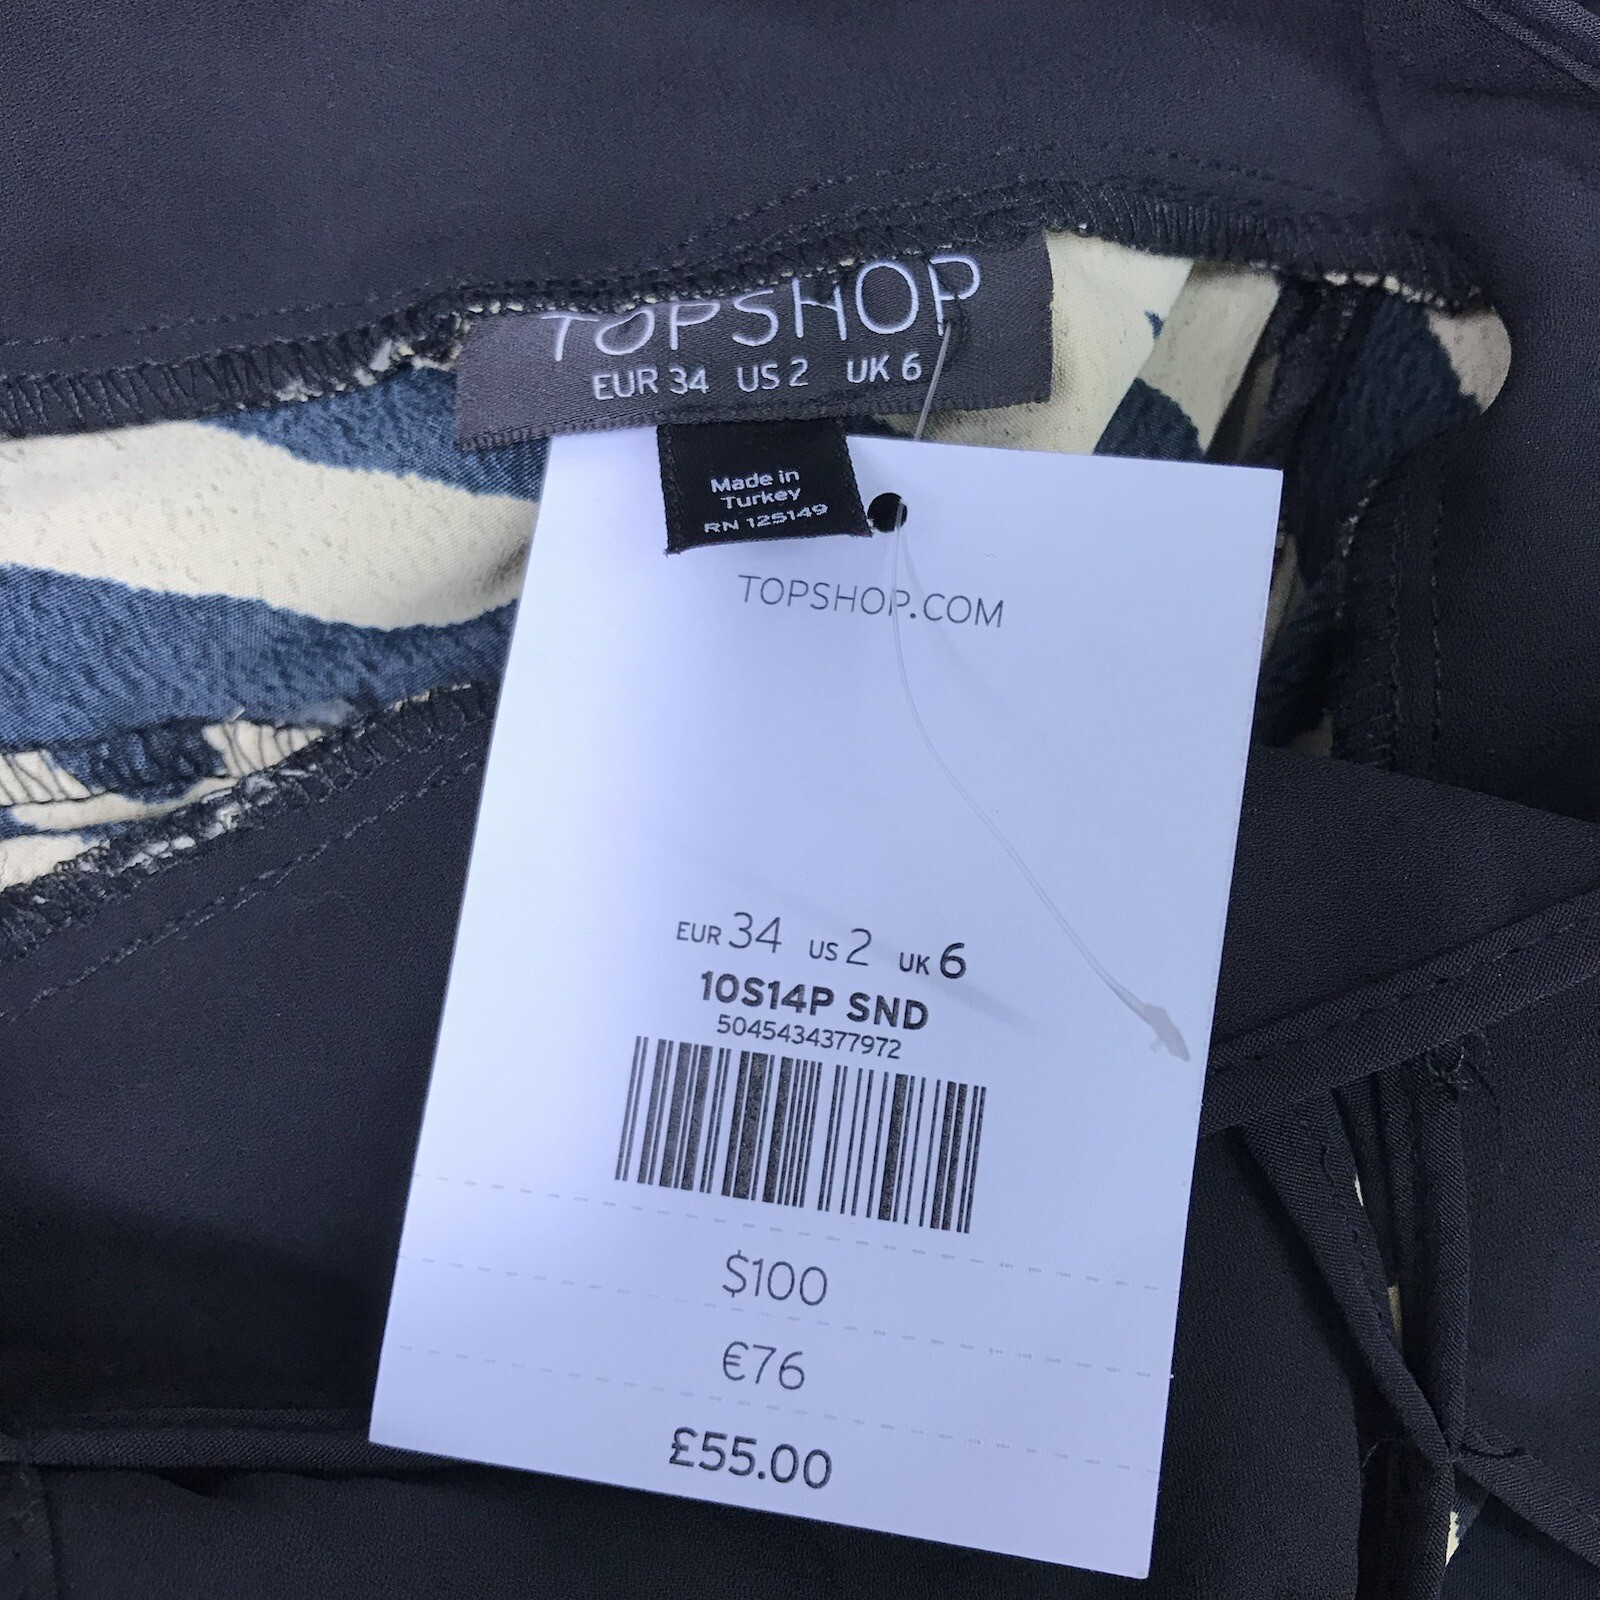 TOPSHOP
EUR 34 US 2 UK 6
Made in
Turkey
RN 125149
TOPSHOP.COM
EUR 34 US 2 UK 6
10S14P SND
5045434377972
$100
€76
£55.00